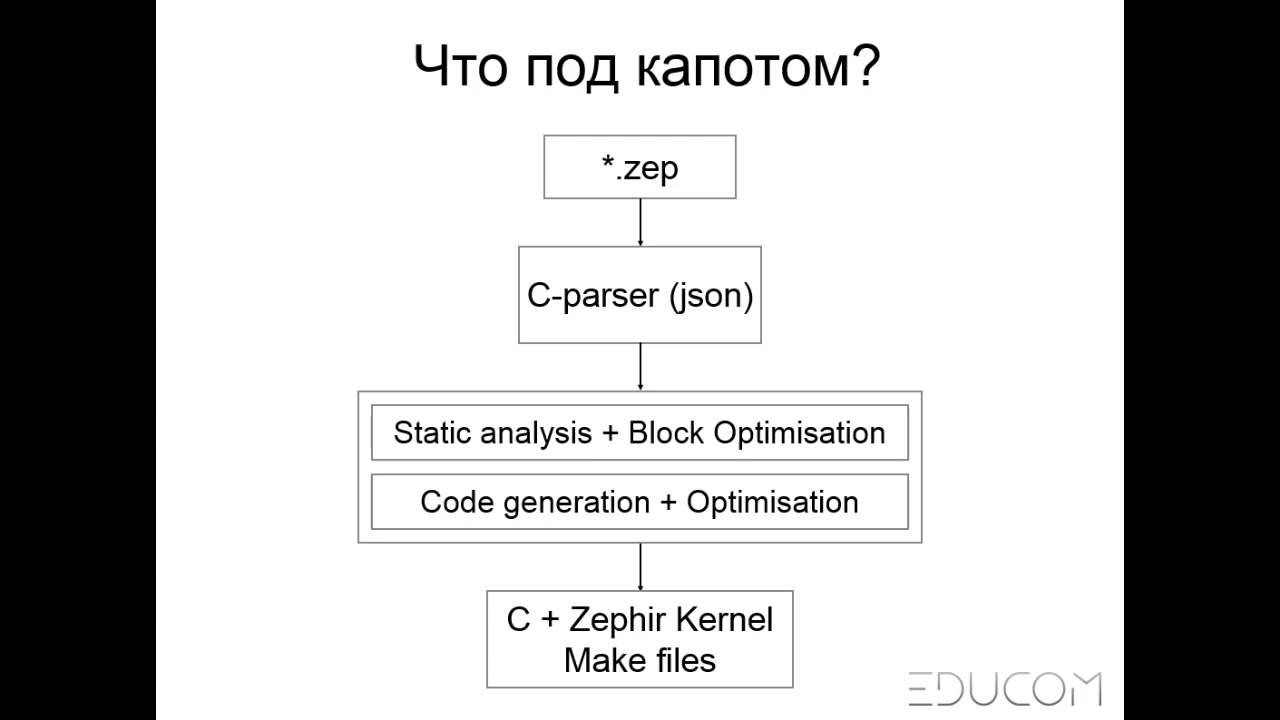 Что под капотом?
*.zep
C-parser (json)
Static analysis + Block Optimisation
Code generation + Optimisation
C + Zephir Kernel
Make files
EDUCOM